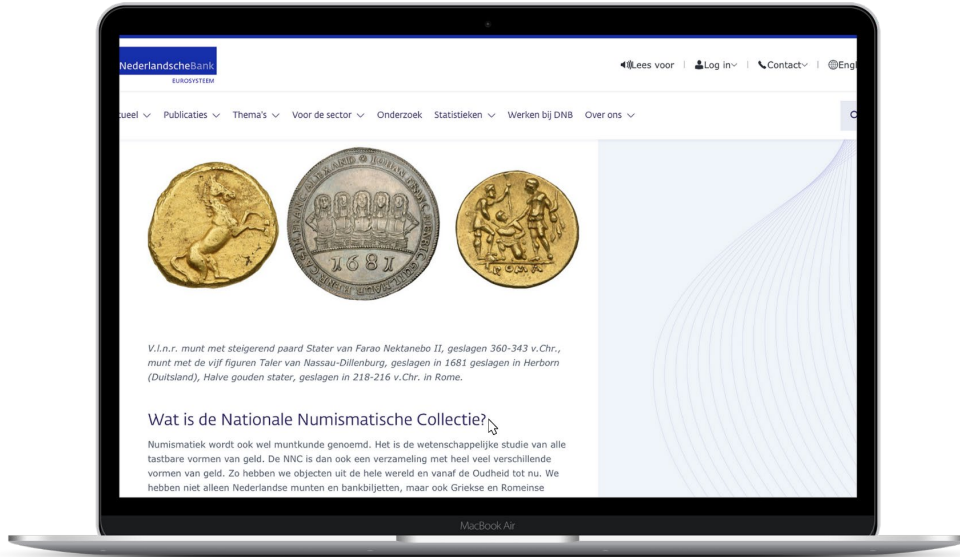 NederlandscheBank
EUROSYSTEEM
Lees voor | Log in | Contact | Engl
tueel Publicaties Thema's Voor de sector Onderzoek Statistieken Werken bij DNB Over ons
1681
ROMA
V.l.n.r. munt met steigerend paard Stater van Farao Nektanebo II, geslagen 360-343 v.Chr.,
munt met de vijf figuren Taler van Nassau-Dillenburg, geslagen in 1681 geslagen in Herborn
(Duitsland), Halve gouden stater, geslagen in 218-216 v.Chr. in Rome.
Wat is de Nationale Numismatische Collectie?
Numismatiek wordt ook wel muntkunde genoemd. Het is de wetenschappelijke studie van alle
tastbare vormen van geld. De NNC is dan ook een verzameling met heel veel verschillende
vormen van geld. Zo hebben we objecten uit de hele wereld en vanaf de Oudheid tot nu. We
hebben niet alleen Nederlandse munten en bankbiljetten, maar ook Griekse en Romeinse
MacBook Air